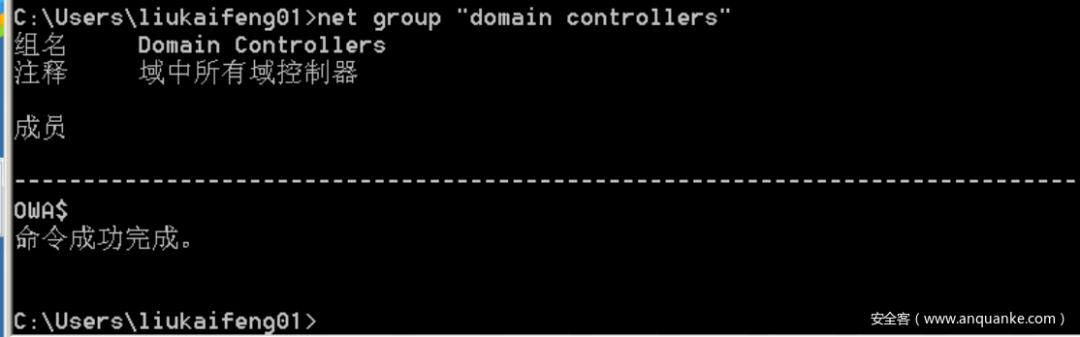 C:\Users\liukaifeng01>net group "domain controllers"
组名 Domain Controllers
注释 域中所有域控制器
成员
-------------------------------------------------------------------------------
OWA$
命令成功完成。
C:\Users\liukaifeng01>
安全客（www.anquanke.com）